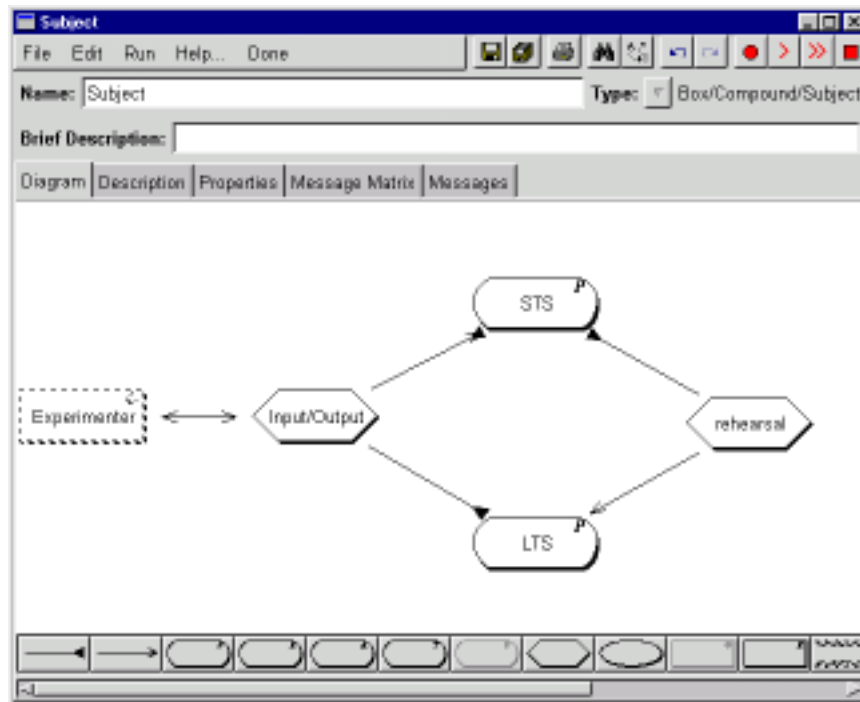 Subject
File Edit Run Help... Done
Name: Subject Type: Box/Compound/Subject
Brief Description:
Diagram Description Properties Message Matrix Messages
P
STS
Experimenter Input/Output rehearsal
P
LTS